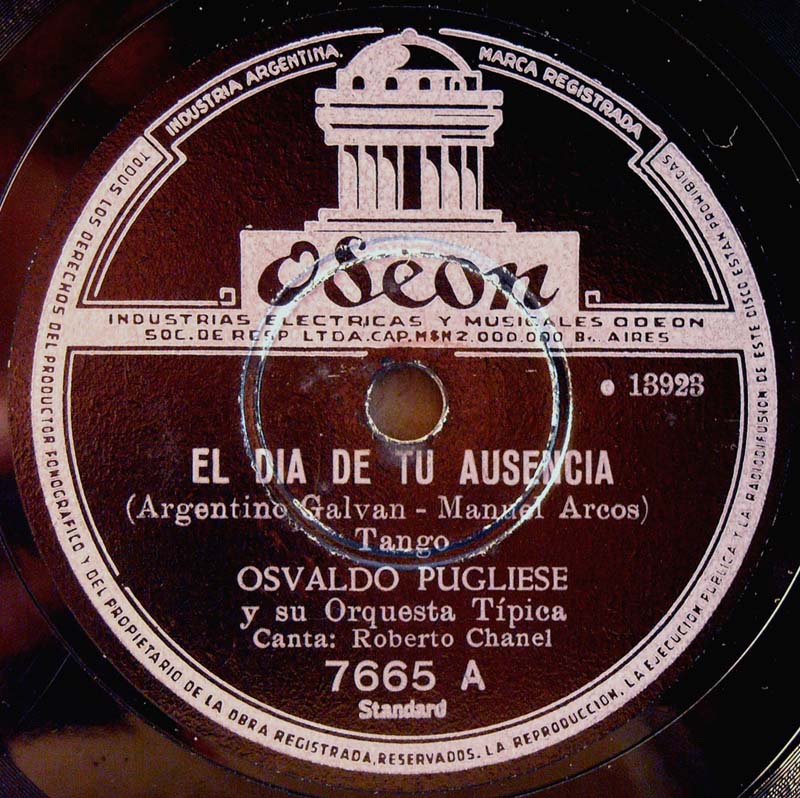 INDUSTRIA ARGENTINA.
MARCA REGISTRADA
TODOS LOS DERECHOS DEL PRODUCTOR FONOGRAFICO Y DEL PROPIETARIO DE LA OBRA REGISTRADA, RESERVADOS. LA REPRODUCCION, LA EJECUCION PUBLICA Y LA RADIODIFUSION DE ESTE DISCO ESTAN PROHIBIDAS
Odeon
INDUSTRIAS ELECTRICAS Y MUSICALES ODEON
SOC. DE RESP LTDA. CAP. M$N 2.000.000 Bs. AIRES
13923
EL DIA DE TU AUSENCIA
(Argentino Galvan - Manuel Arcos)
Tango
OSVALDO PUGLIESE
y su Orquesta Típica
Canta: Roberto Chanel
7665 A
Standard